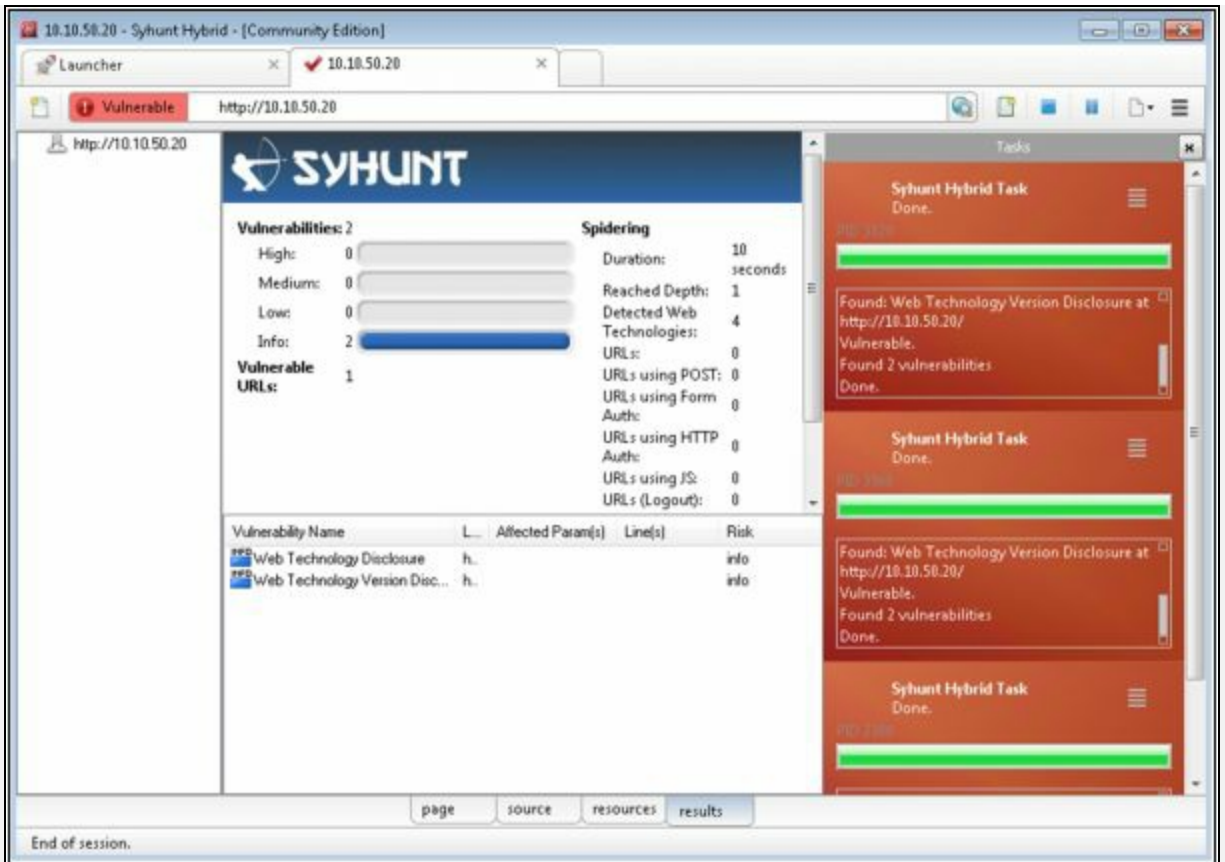 10.10.50.20 - Syhunt Hybrid - [Community Edition]
Launcher
10.10.50.20
Vulnerable
http://10.10.50.20
http://10.10.50.20
SYHUNT
Vulnerabilities: 2
High: 0
Medium: 0
Low: 0
Info: 2
Vulnerable URLs: 1
Spidering
Duration: 10 seconds
Reached Depth: 1
Detected Web Technologies: 4
URLs: 0
URLs using POST: 0
URLs using Form Auth: 0
URLs using HTTP Auth: 0
URLs using JS: 0
URLs (Logout): 0
Vulnerability Name L... Affected Param(s) Line(s) Risk
Web Technology Disclosure h.. info
Web Technology Version Disc... h.. info
Tasks
Syhunt Hybrid Task
Done.
Found: Web Technology Version Disclosure at
http://10.10.50.20/
Vulnerable.
Found 2 vulnerabilities
Done.
Syhunt Hybrid Task
Done.
Found: Web Technology Version Disclosure at
http://10.10.50.20/
Vulnerable.
Found 2 vulnerabilities
Done.
Syhunt Hybrid Task
Done.
page
source
resources
results
End of session.